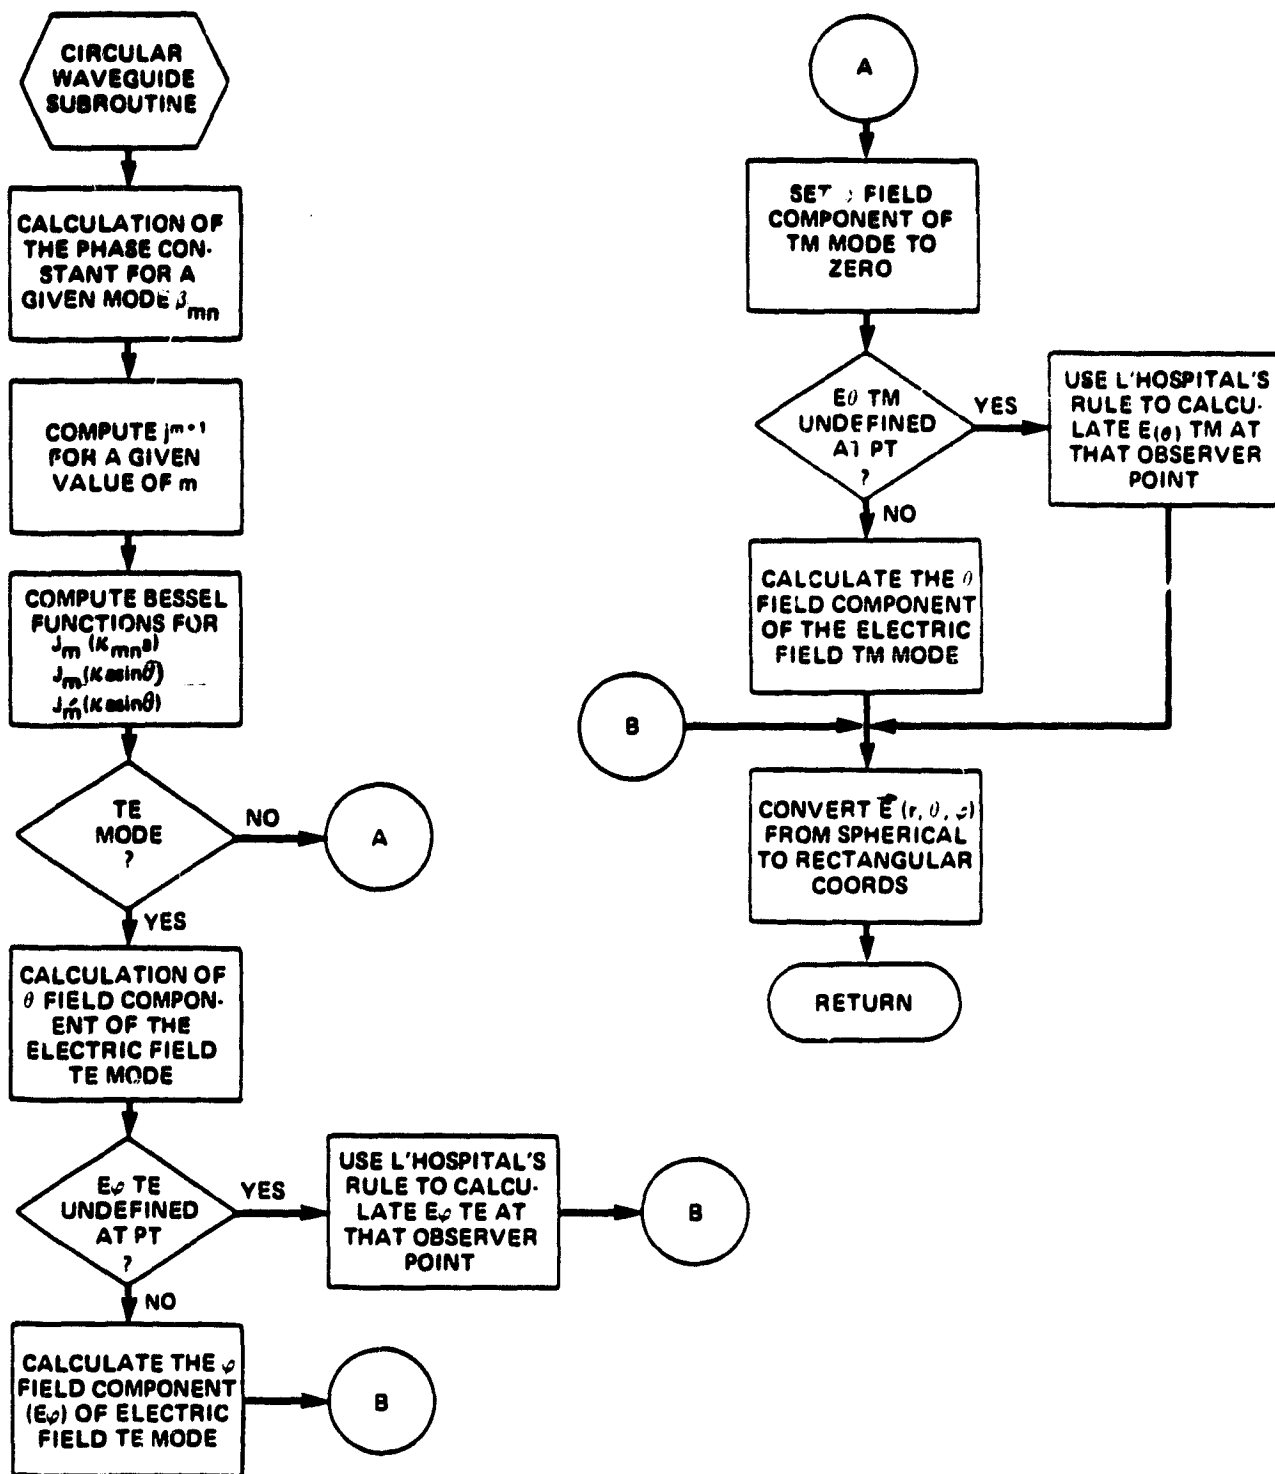 CIRCULAR
WAVEGUIDE
SUBROUTINE
CALCULATION OF
THE PHASE CON-
STANT FOR A
GIVEN MODE β_mn
COMPUTE j^m+1
FOR A GIVEN
VALUE OF m
COMPUTE BESSEL
FUNCTIONS FOR
J_m (K_mn a)
J_m (K a sinθ)
J_m′ (K a sinθ)
TE
MODE
?
NO
A
YES
CALCULATION OF
θ FIELD COMPON-
ENT OF THE
ELECTRIC FIELD
TE MODE
Eφ TE
UNDEFINED
AT PT
?
YES
USE L'HOSPITAL'S
RULE TO CALCU-
LATE Eφ TE AT
THAT OBSERVER
POINT
B
NO
CALCULATE THE φ
FIELD COMPONENT
(Eφ) OF ELECTRIC
FIELD TE MODE
B
A
SET FIELD
COMPONENT OF
TM MODE TO
ZERO
Eθ TM
UNDEFINED
AT PT
?
YES
USE L'HOSPITAL'S
RULE TO CALCU-
LATE E(θ) TM AT
THAT OBSERVER
POINT
NO
CALCULATE THE θ
FIELD COMPONENT
OF THE ELECTRIC
FIELD TM MODE
B
CONVERT E⃗ (r, θ, φ)
FROM SPHERICAL
TO RECTANGULAR
COORDS
RETURN